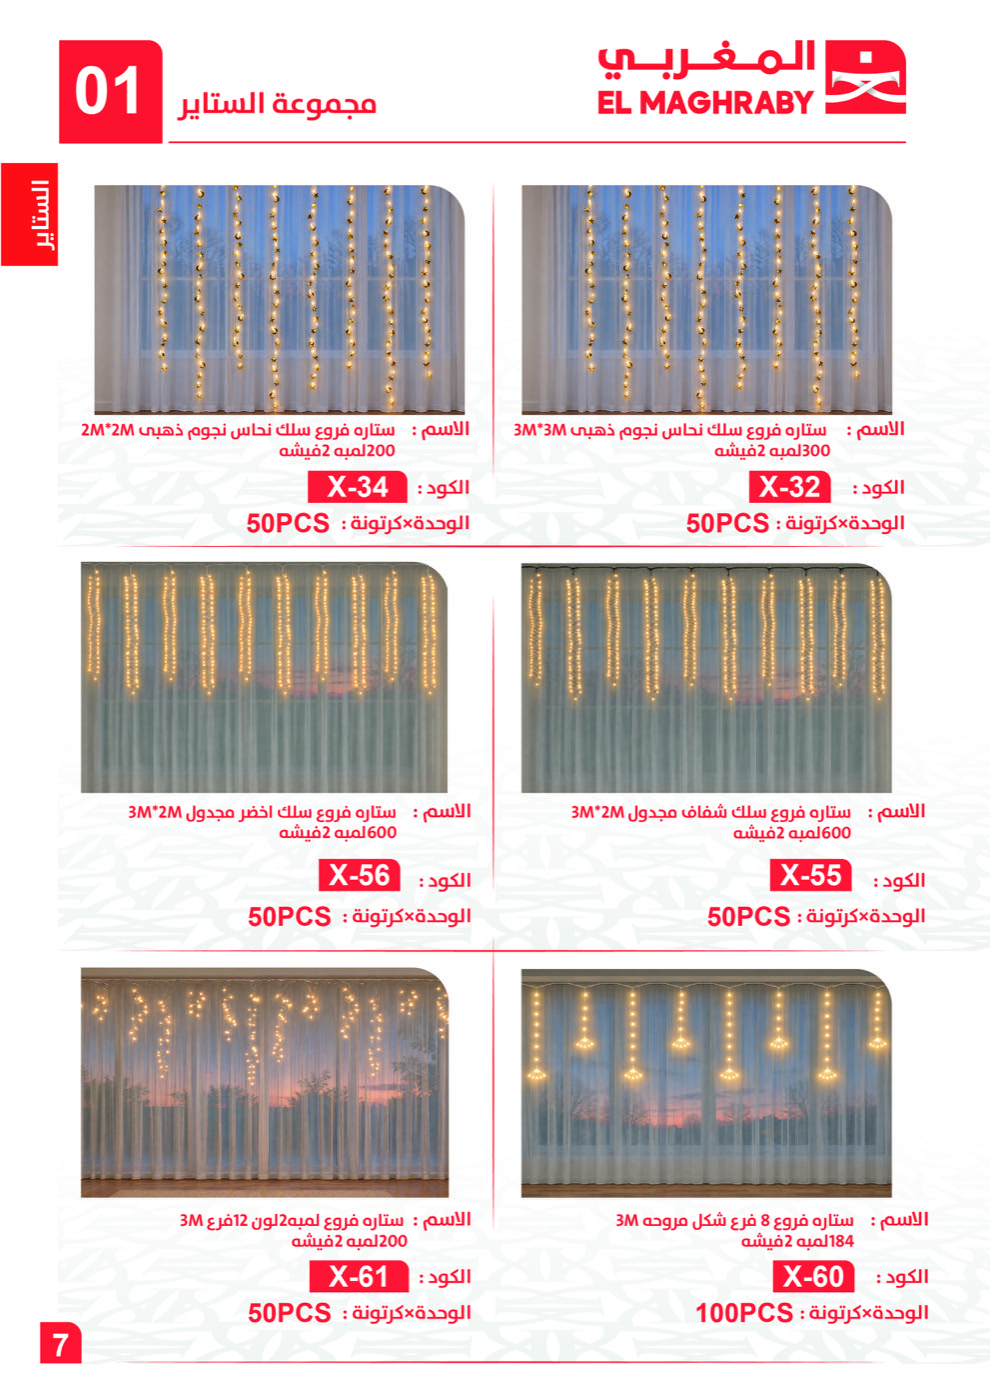 المغربي
EL MAGHRABY
مجموعة الستاير
01
الستاير
الاسم : ستاره فروع سلك نحاس نجوم ذهبى 3M*3M
300لمبه 2فيشه
الكود : X-32
الوحدة×كرتونة : 50PCS
الاسم : ستاره فروع سلك نحاس نجوم ذهبى 2M*2M
200لمبه 2فيشه
الكود : X-34
الوحدة×كرتونة : 50PCS
الاسم : ستاره فروع سلك شفاف مجدول 3M*2M
600لمبه 2فيشه
الكود : X-55
الوحدة×كرتونة : 50PCS
الاسم : ستاره فروع سلك اخضر مجدول 3M*2M
600لمبه 2فيشه
الكود : X-56
الوحدة×كرتونة : 50PCS
الاسم : ستاره فروع 8 فرع شكل مروحه 3M
184لمبه 2فيشه
الكود : X-60
الوحدة×كرتونة : 100PCS
الاسم : ستاره فروع لمبه2لون 12فرع 3M
200لمبه 2فيشه
الكود : X-61
الوحدة×كرتونة : 50PCS
7